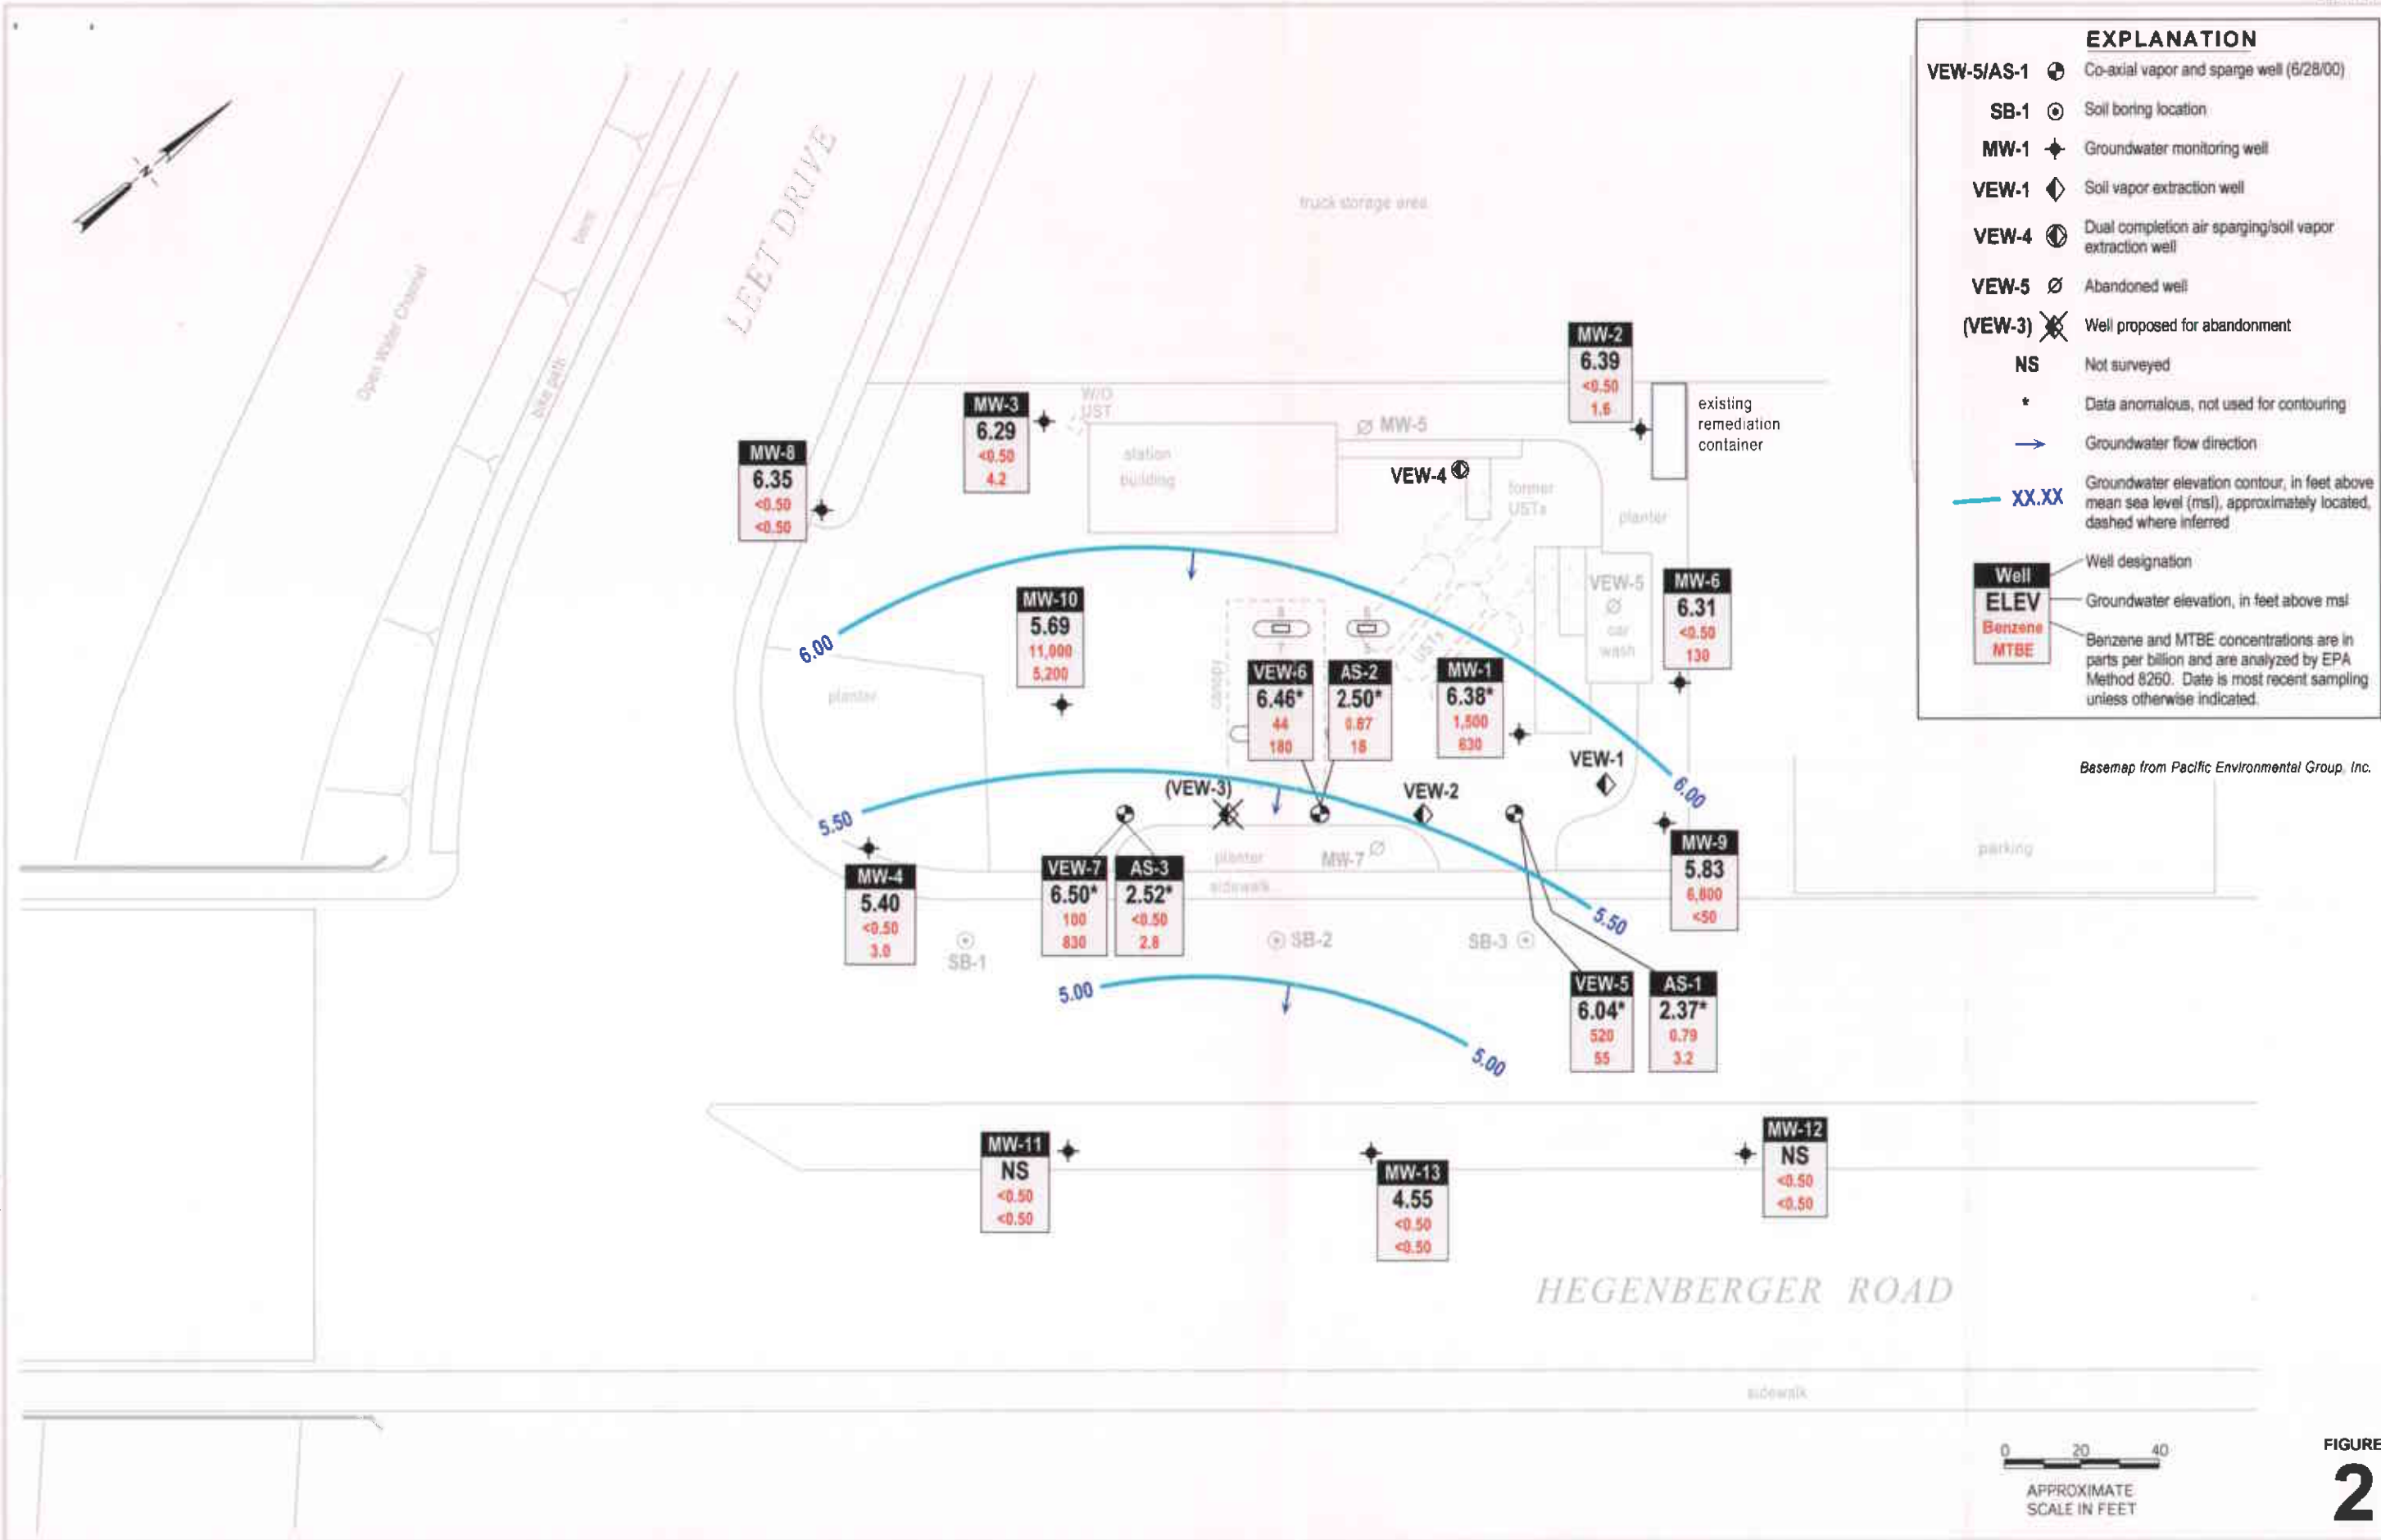 EXPLANATION
VEW-5/AS-1 Co-axial vapor and sparge well (6/28/00)
SB-1 Soil boring location
MW-1 Groundwater monitoring well
VEW-1 Soil vapor extraction well
VEW-4 Dual completion air sparging/soil vapor
extraction well
VEW-5 Abandoned well
(VEW-3) Well proposed for abandonment
NS Not surveyed
* Data anomalous, not used for contouring
Groundwater flow direction
XX.XX Groundwater elevation contour, in feet above
mean sea level (msl), approximately located,
dashed where inferred
Well
ELEV
Benzene
MTBE
Well designation
Groundwater elevation, in feet above msl
Benzene and MTBE concentrations are in
parts per billion and are analyzed by EPA
Method 8260. Date is most recent sampling
unless otherwise indicated.
Basemap from Pacific Environmental Group, Inc.
N
Open Water Channel
berm
bike path
LEET DRIVE
truck storage area
MW-2
6.39
<0.50
1.6
existing
remediation
container
MW-3
6.29
<0.50
4.2
W/O
UST
station
building
MW-5
VEW-4
former
USTs
planter
MW-8
6.35
<0.50
<0.50
6.00
MW-10
5.69
11,000
5,200
planter
canopy
USTs
VEW-5
car
wash
MW-6
6.31
<0.50
130
VEW-6
6.46*
44
180
AS-2
2.50*
0.87
18
MW-1
6.38*
1,500
630
VEW-1
6.00
5.50
(VEW-3)
VEW-2
MW-4
5.40
<0.50
3.0
VEW-7
6.50*
100
830
AS-3
2.52*
<0.50
2.8
planter
MW-7
sidewalk
MW-9
5.83
6,600
<50
parking
5.50
SB-1
SB-2
SB-3
5.00
VEW-5
6.04*
520
55
AS-1
2.37*
0.79
3.2
5.00
MW-11
NS
<0.50
<0.50
MW-13
4.55
<0.50
<0.50
MW-12
NS
<0.50
<0.50
HEGENBERGER ROAD
sidewalk
0 20 40
APPROXIMATE
SCALE IN FEET
FIGURE
2